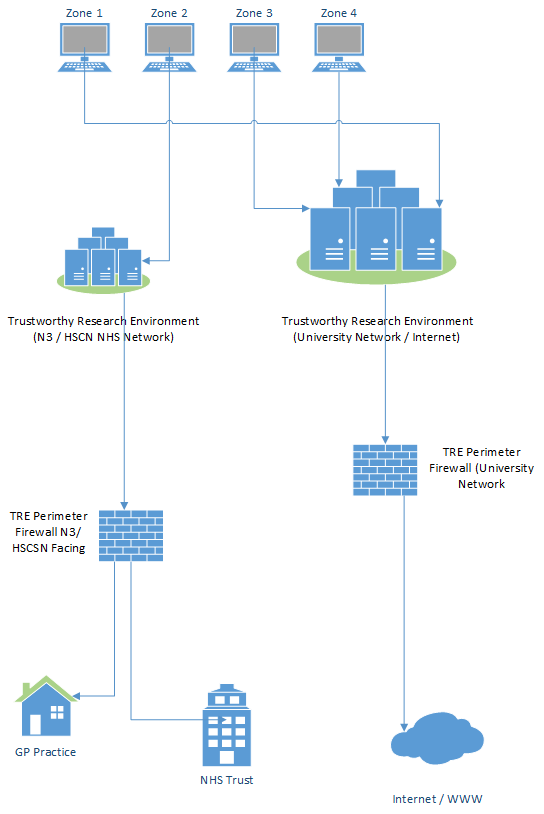 Zone 1
Zone 2
Zone 3
Zone 4
Trustworthy Research Environment
(N3 / HSCN NHS Network)
Trustworthy Research Environment
(University Network / Internet)
TRE Perimeter
Firewall (University
Network
TRE Perimeter
Firewall N3/
HSCSN Facing
GP Practice
NHS Trust
Internet / WWW